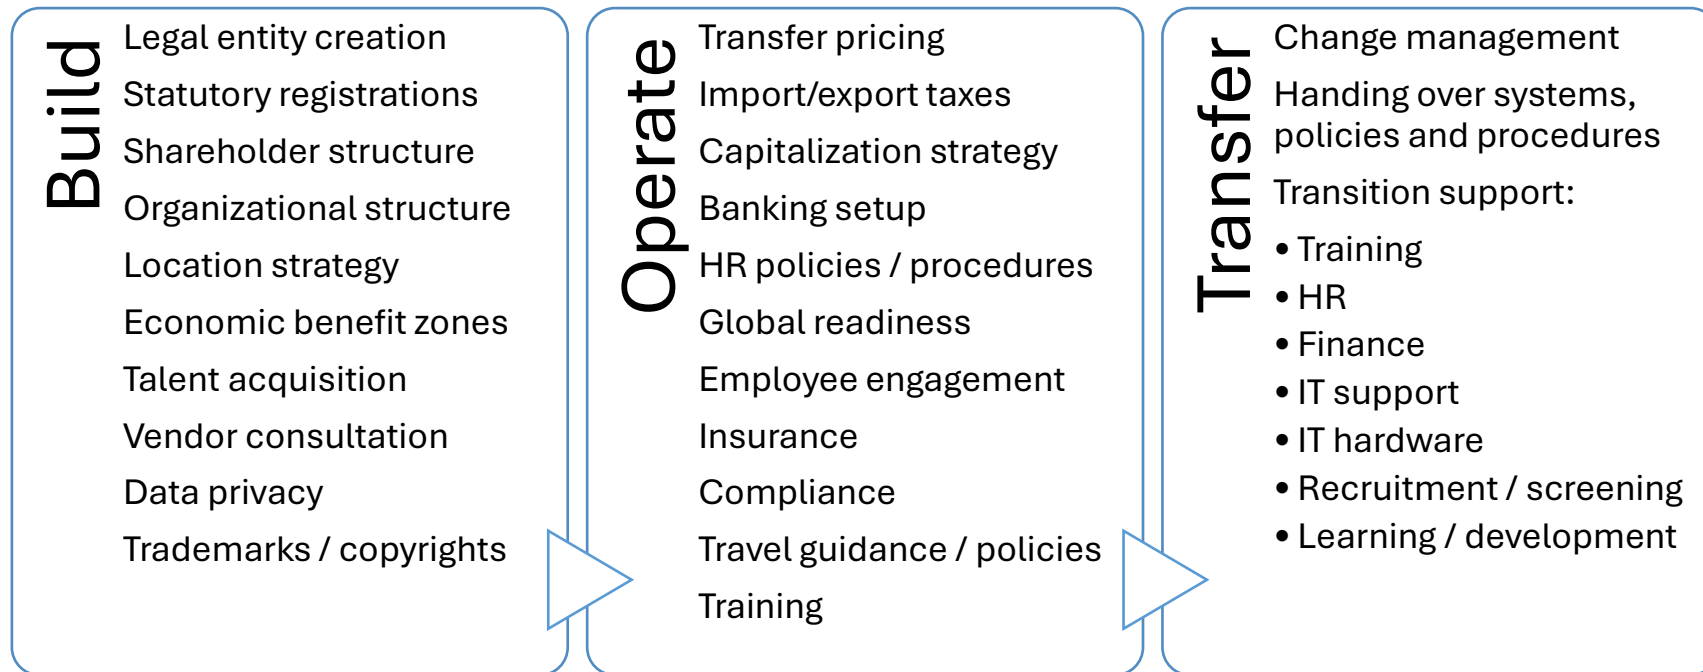 Build
Legal entity creation
Statutory registrations
Shareholder structure
Organizational structure
Location strategy
Economic benefit zones
Talent acquisition
Vendor consultation
Data privacy
Trademarks / copyrights
Operate
Transfer pricing
Import/export taxes
Capitalization strategy
Banking setup
HR policies / procedures
Global readiness
Employee engagement
Insurance
Compliance
Travel guidance / policies
Training
Transfer
Change management
Handing over systems,
policies and procedures
Transition support:
• Training
• HR
• Finance
• IT support
• IT hardware
• Recruitment / screening
• Learning / development